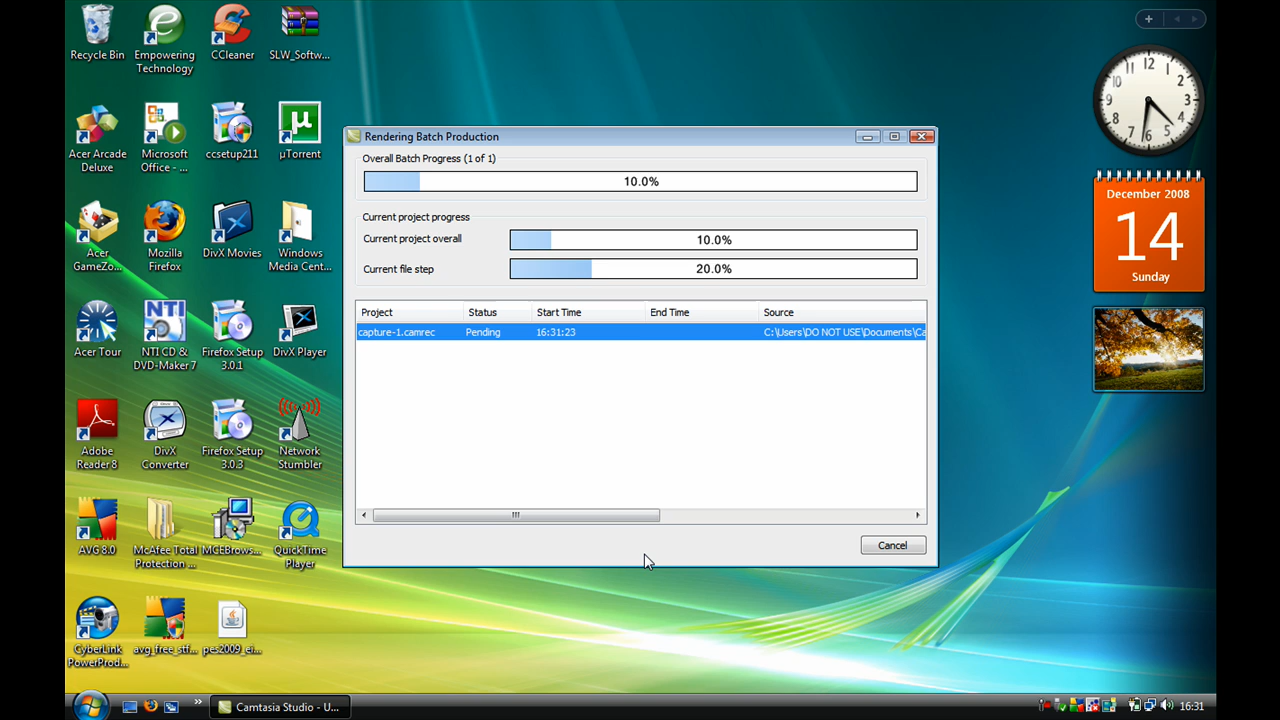 Recycle Bin
Empowering
Technology
CCleaner
SLW_Softw...
Acer Arcade
Deluxe
Microsoft
Office - ...
ccsetup211
µTorrent
Acer
GameZo...
Mozilla
Firefox
DivX Movies
Windows
Media Cent...
Acer Tour
NTI
NTI CD &
DVD-Maker 7
Firefox Setup
3.0.1
DivX Player
Adobe
Reader 8
DivX
Converter
Firefox Setup
3.0.3
Network
Stumbler
AVG 8.0
McAfee Total
Protection ...
MGEBrows...
QuickTime
Player
CyberLink
PowerProd...
avg_free_stf...
pes2009_ei...
Rendering Batch Production
Overall Batch Progress (1 of 1)
10.0%
Current project progress
Current project overall
10.0%
Current file step
20.0%
Project Status Start Time End Time Source
capture-1.camrec Pending 16:31:23 C:\Users\DO NOT USE\Documents\Ca
Cancel
12
1
2
3
4
5
6
7
8
9
10
11
December 2008
14
Sunday
Camtasia Studio - U...
16:31